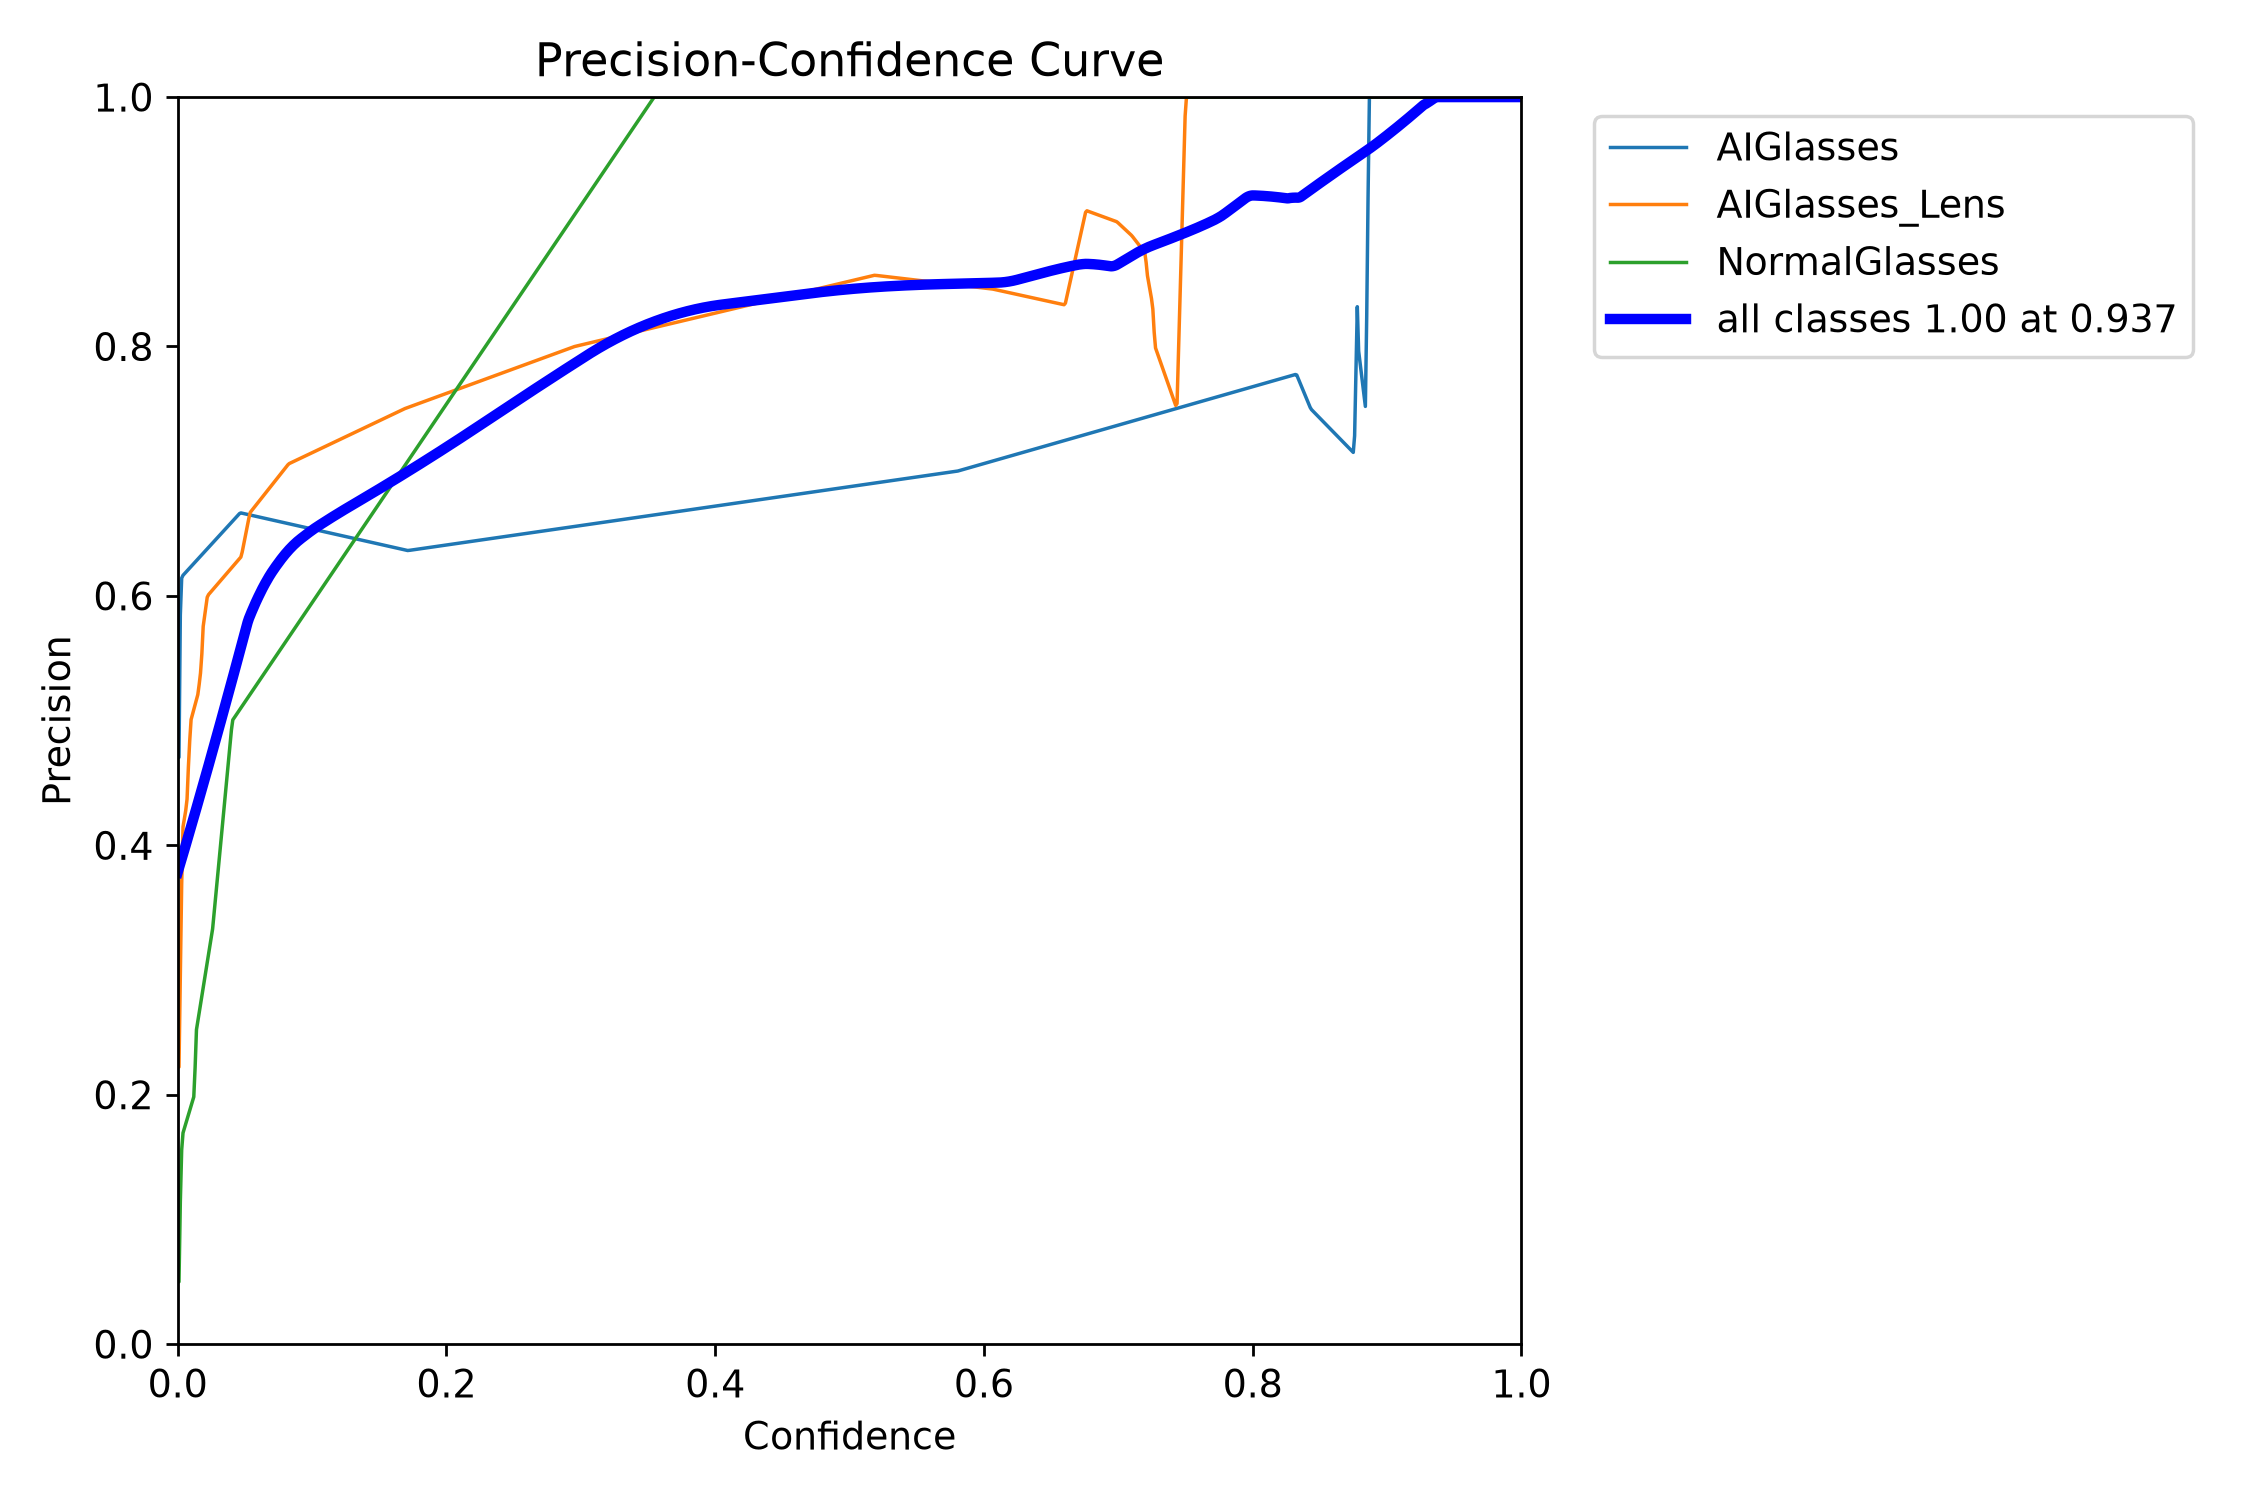 Precision-Confidence Curve
1.0
0.8
0.6
0.4
0.2
0.0
Precision
0.0 0.2 0.4 0.6 0.8 1.0
Confidence
AIGlasses
AIGlasses_Lens
NormalGlasses
all classes 1.00 at 0.937